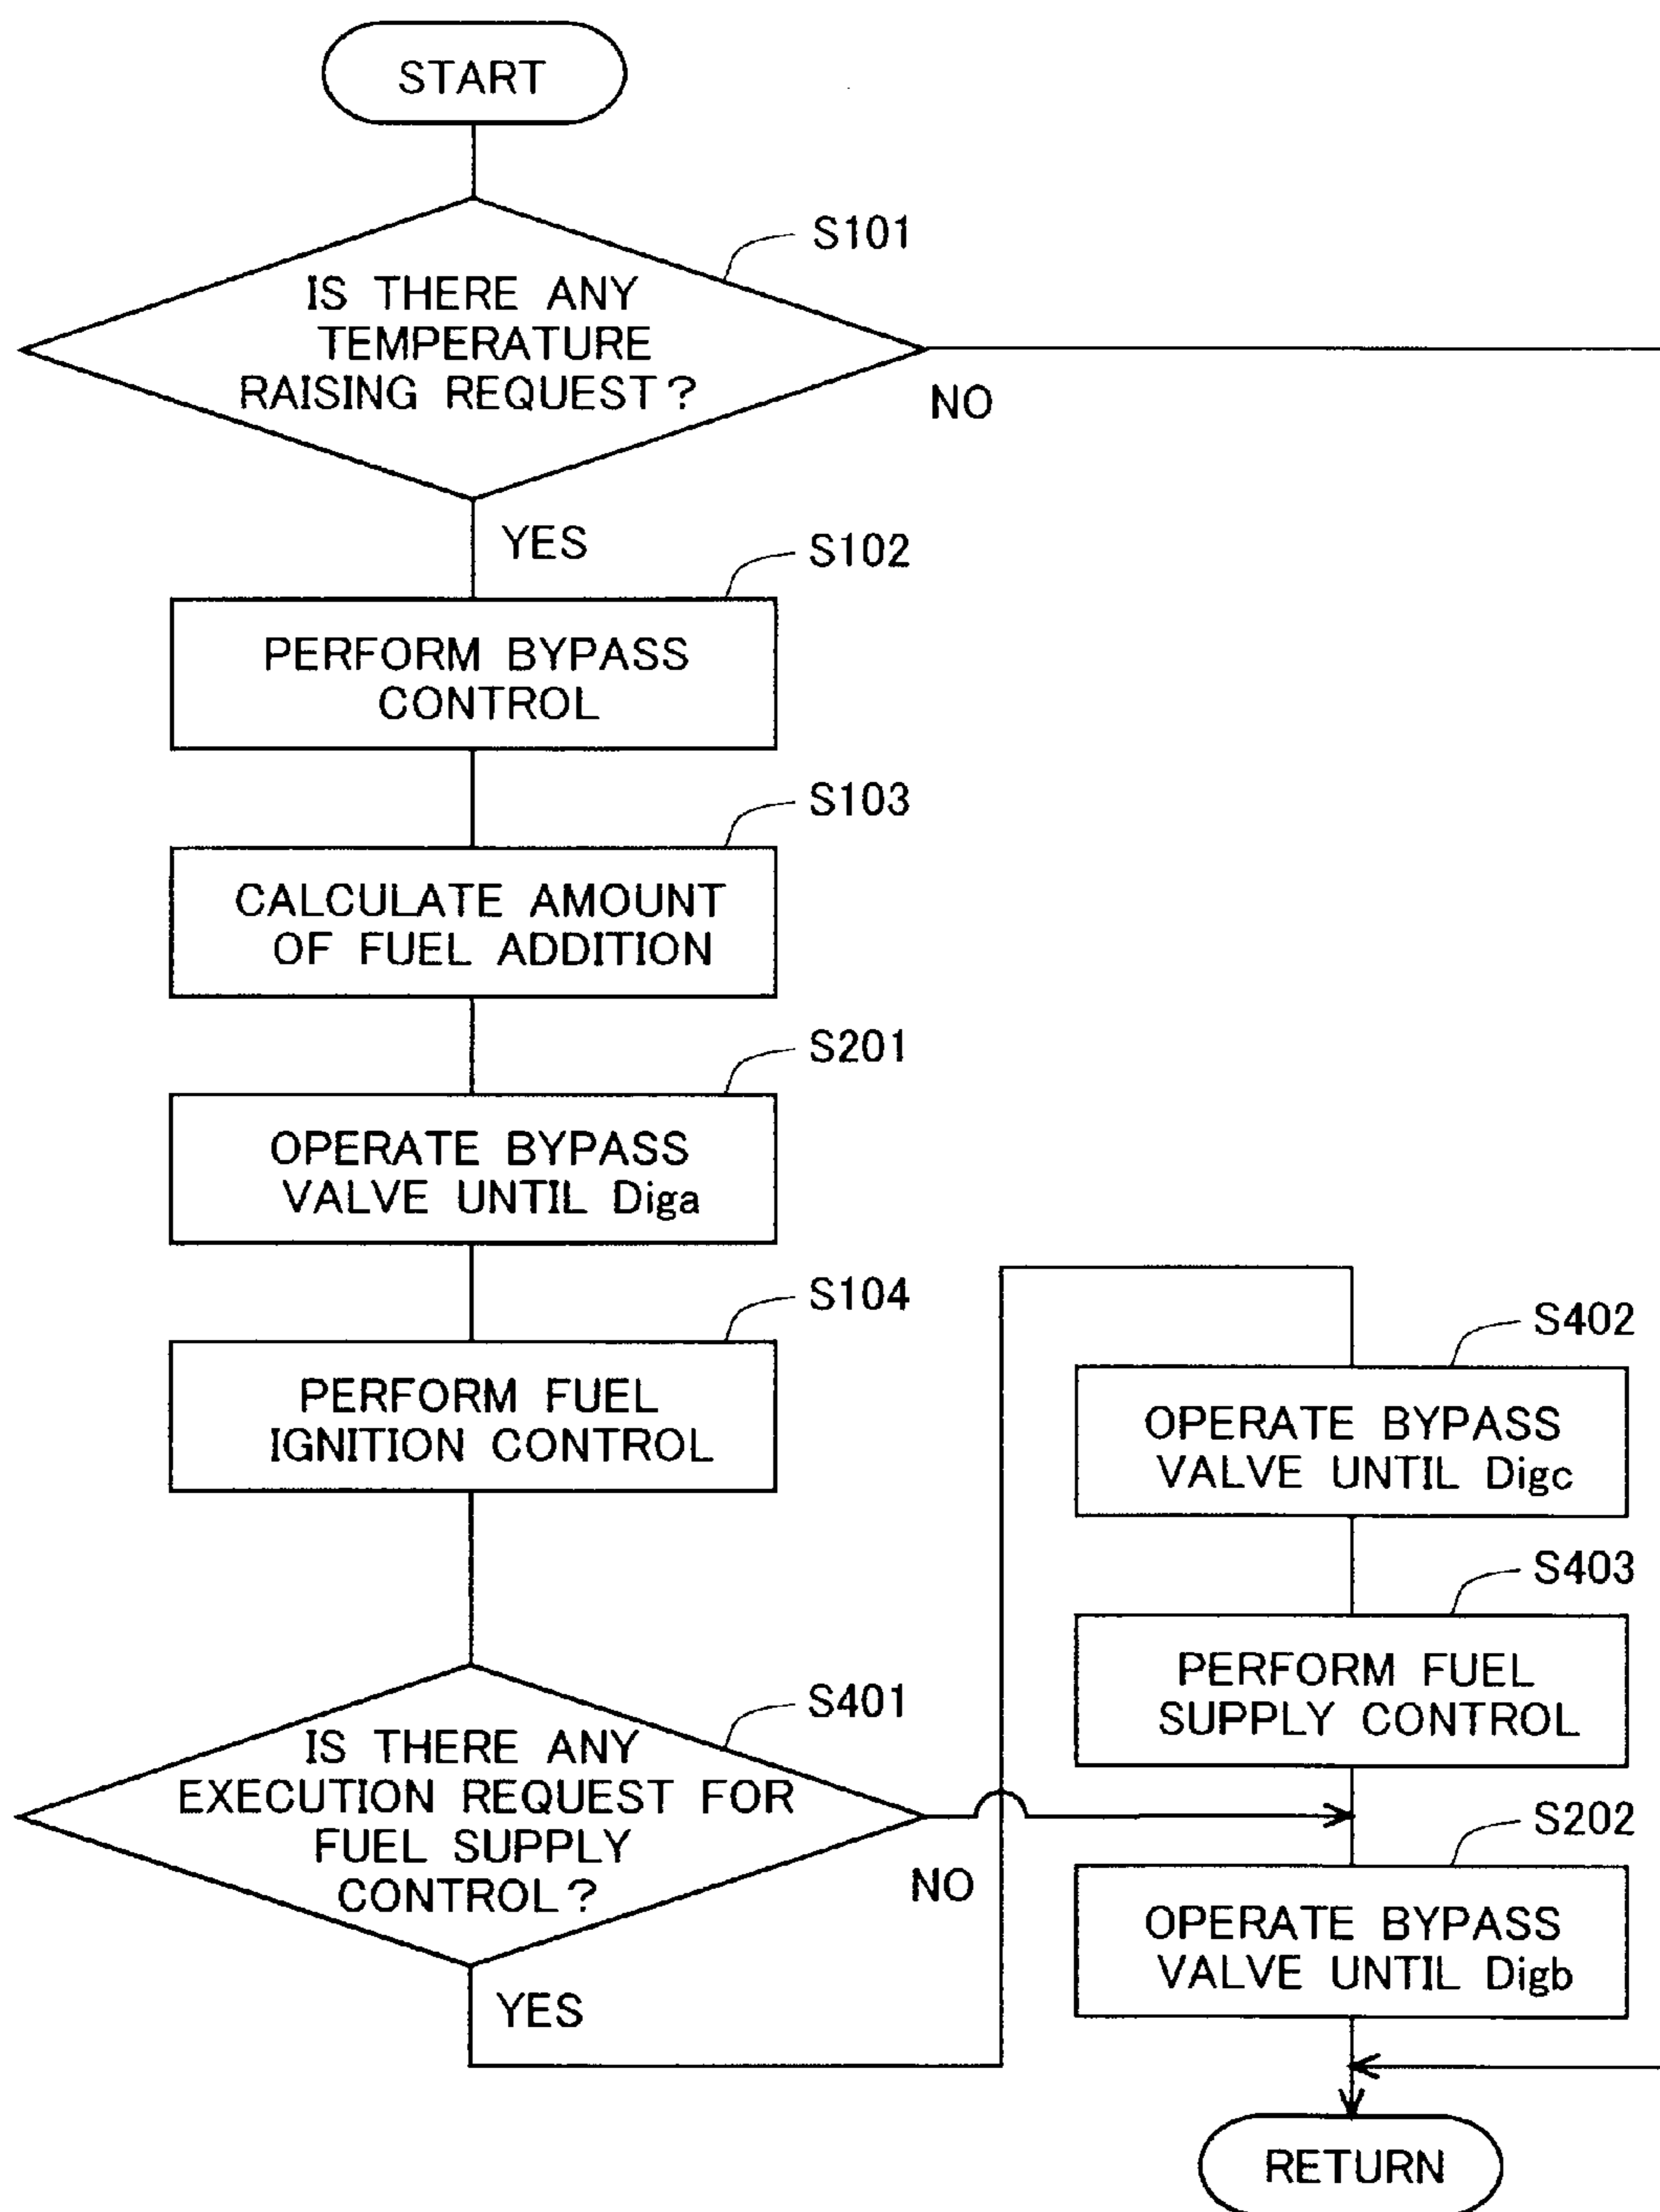 START
S101
IS THERE ANY
TEMPERATURE
RAISING REQUEST?
NO
YES
S102
PERFORM BYPASS
CONTROL
S103
CALCULATE AMOUNT
OF FUEL ADDITION
S201
OPERATE BYPASS
VALVE UNTIL Diga
S104
PERFORM FUEL
IGNITION CONTROL
S401
IS THERE ANY
EXECUTION REQUEST FOR
FUEL SUPPLY
CONTROL?
NO
YES
S402
OPERATE BYPASS
VALVE UNTIL Digc
S403
PERFORM FUEL
SUPPLY CONTROL
S202
OPERATE BYPASS
VALVE UNTIL Digb
RETURN